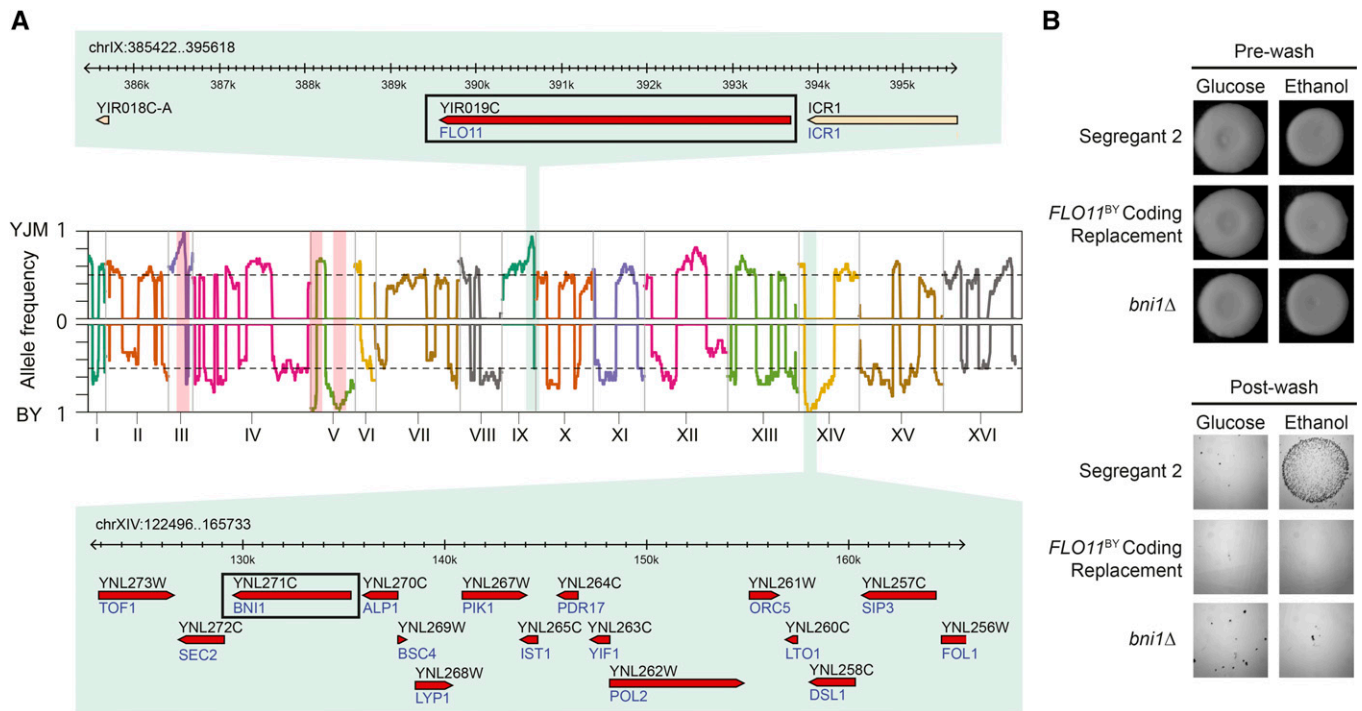 A
chrIX:385422..395618
386k 387k 388k 389k 390k 391k 392k 393k 394k 395k
YIR018C-A YIR019C ICR1
FLO11 ICR1
YJM 1
0
BY 1
Allele frequency
I II III IV V VI VII VIII IX X XI XII XIII XIV XV XVI
chrXIV:122496..165733
130k 140k 150k 160k
YNL273W YNL271C YNL270C YNL267W YNL264C YNL261W YNL257C
TOF1 BNI1 ALP1 PIK1 PDR17 ORC5 SIP3
YNL272C YNL269W YNL265C YNL263C YNL260C YNL256W
SEC2 BSC4 IST1 YIF1 LTO1 FOL1
YNL268W YNL262W YNL258C
LYP1 POL2 DSL1
B
Pre-wash
Glucose Ethanol
Segregant 2
FLO11BY Coding
Replacement
bni1Δ
Post-wash
Glucose Ethanol
Segregant 2
FLO11BY Coding
Replacement
bni1Δ